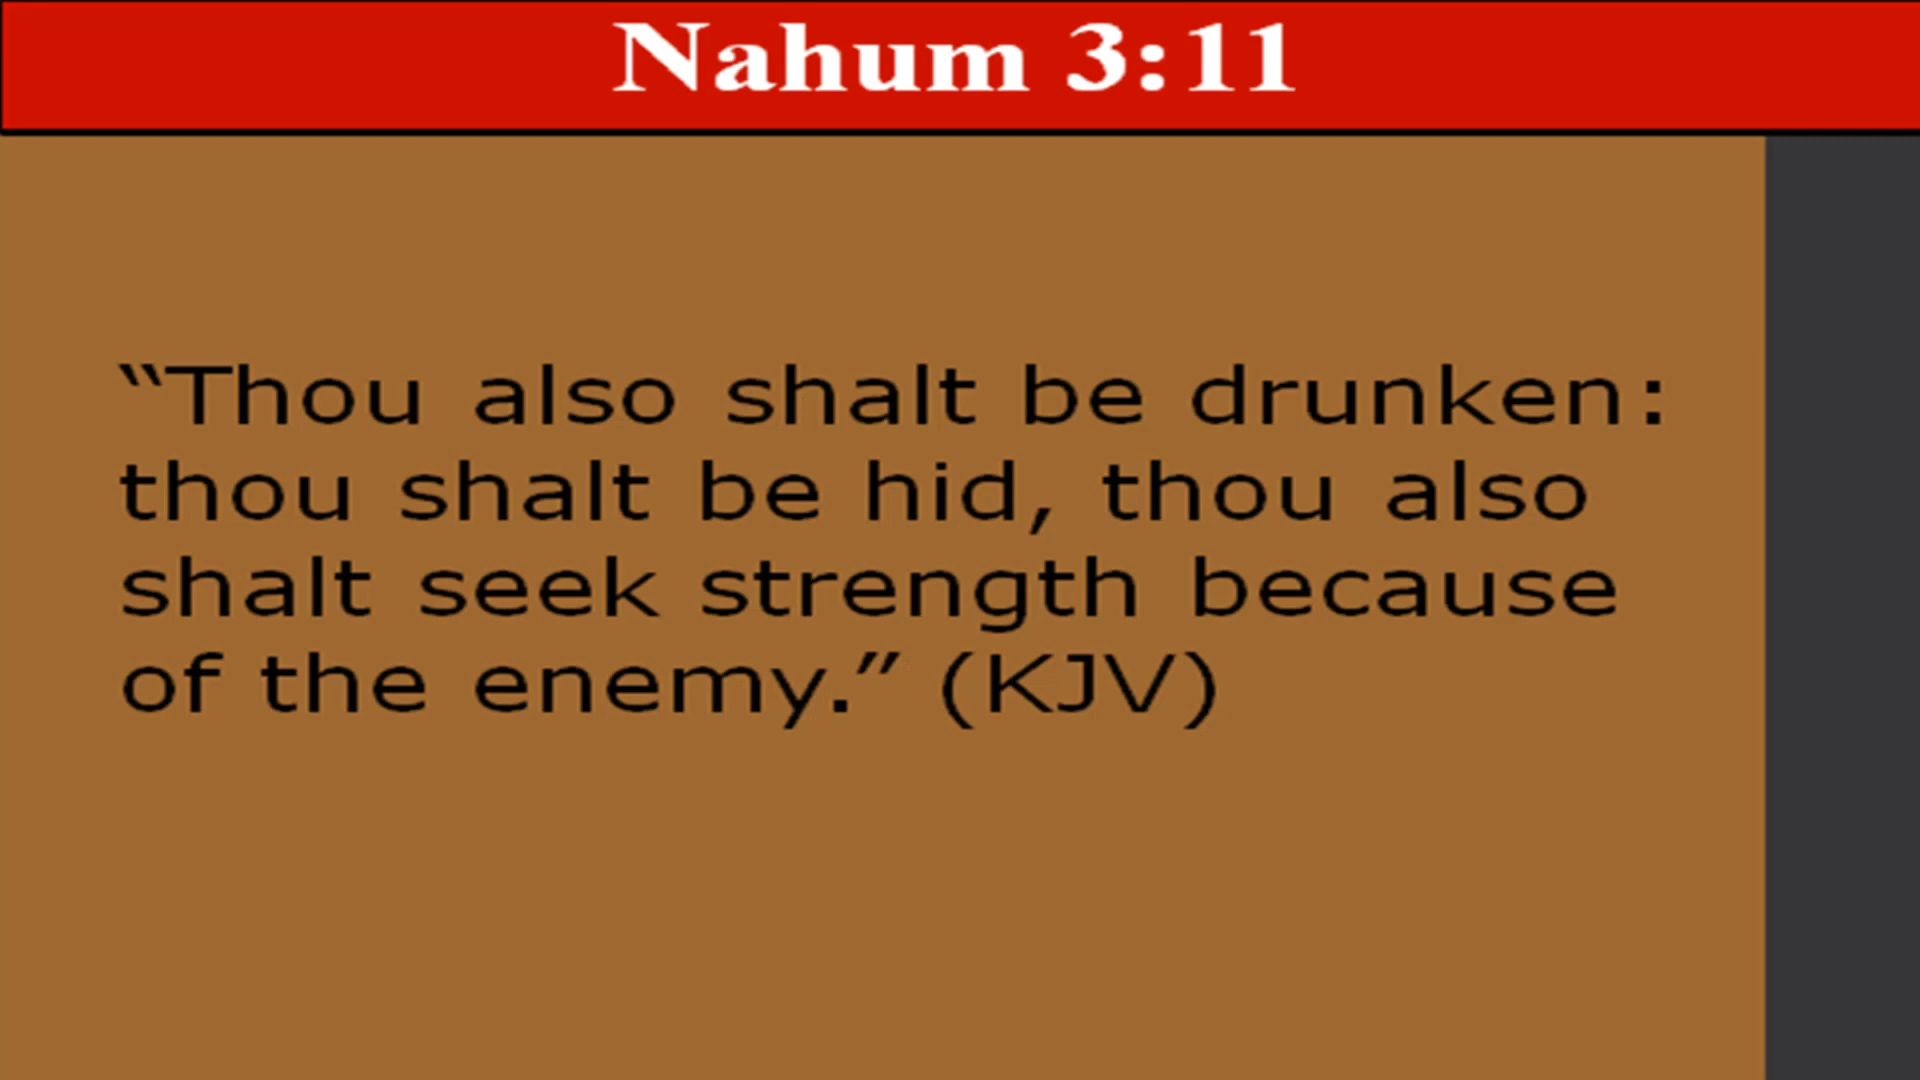 Nahum 3:11
“Thou also shalt be drunken:
thou shalt be hid, thou also
shalt seek strength because
of the enemy.” (KJV)